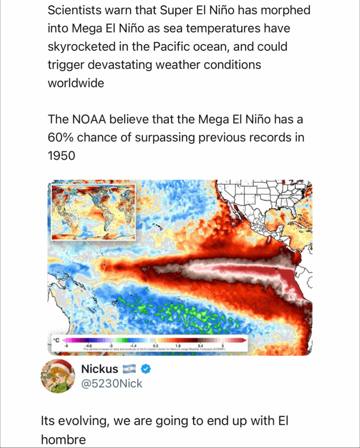 Scientists warn that Super El Niño has morphed
into Mega El Niño as sea temperatures have
skyrocketed in the Pacific ocean, and could
trigger devastating weather conditions
worldwide
The NOAA believe that the Mega El Niño has a
60% chance of surpassing previous records in
1950
°C
Nickus
@5230Nick
Its evolving, we are going to end up with El
hombre